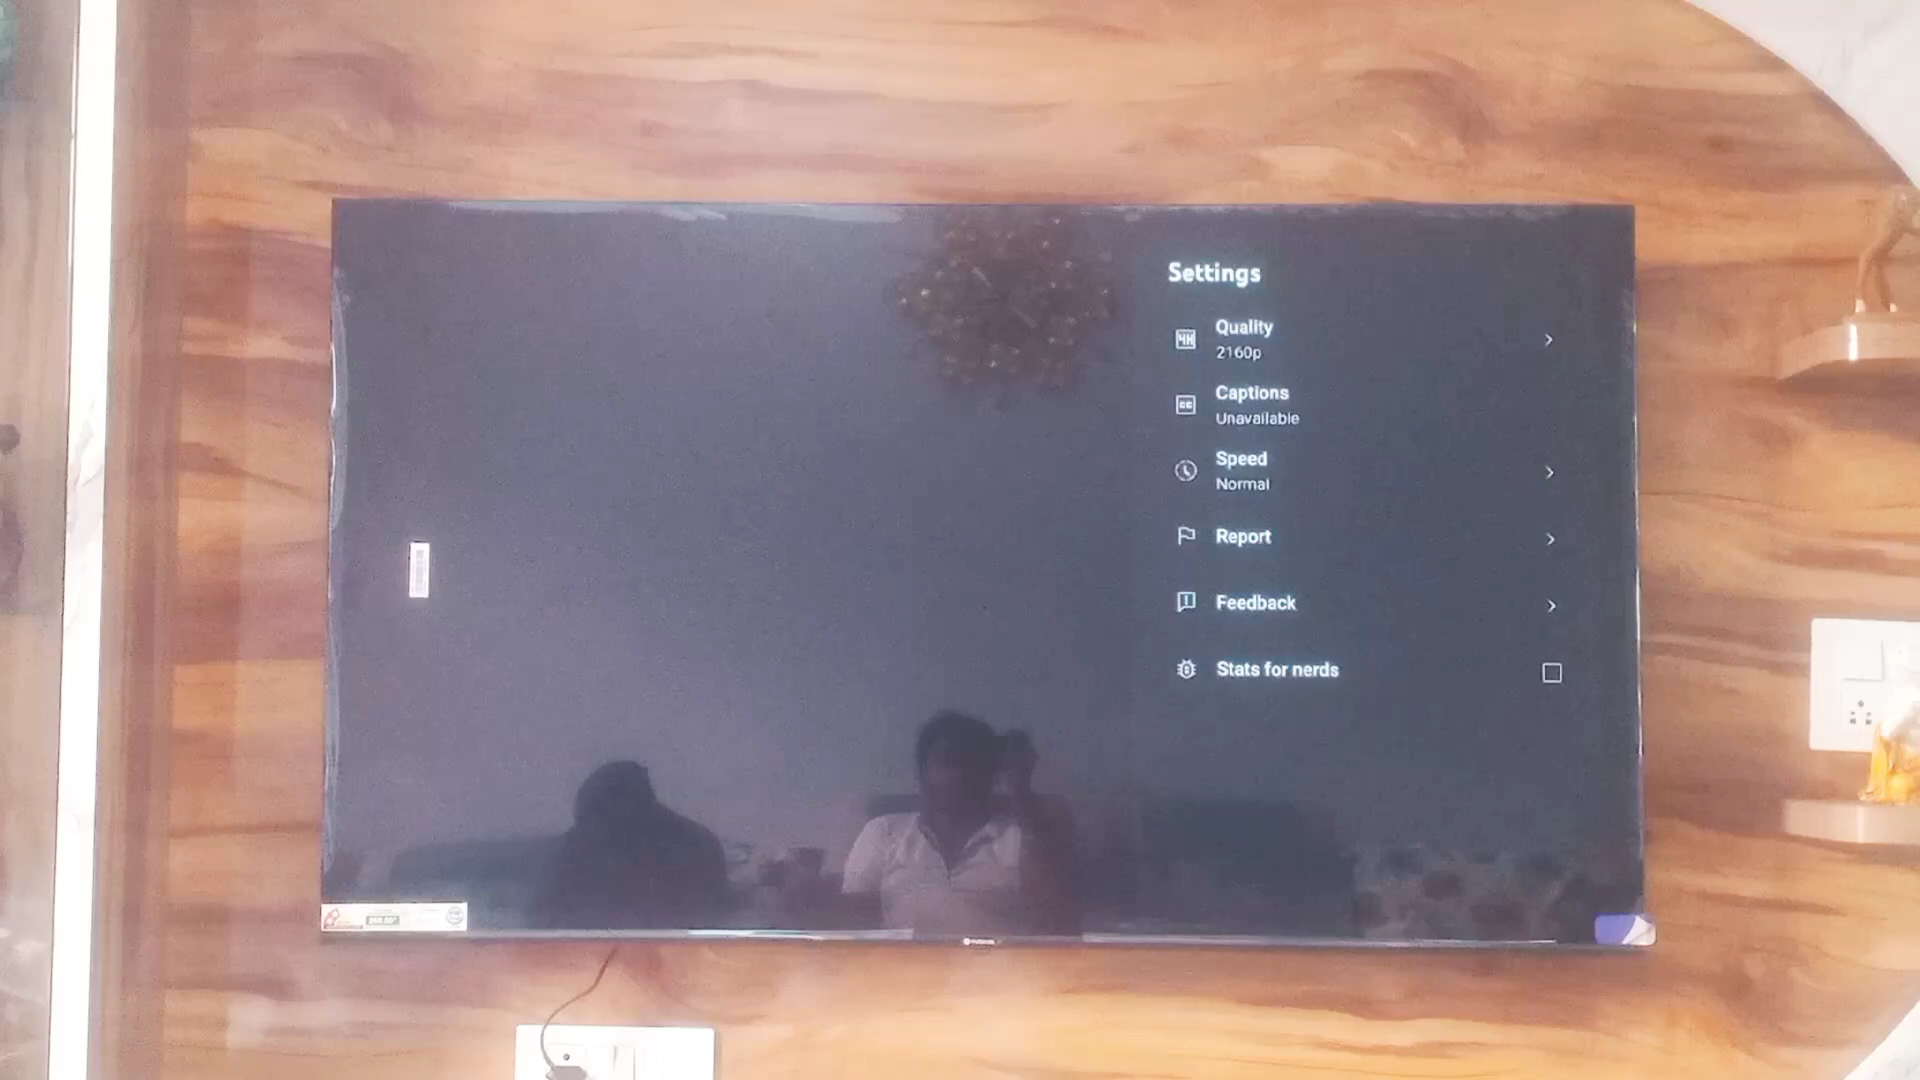 Settings
Quality
2160p
Captions
Unavailable
Speed
Normal
Report
Feedback
Stats for nerds